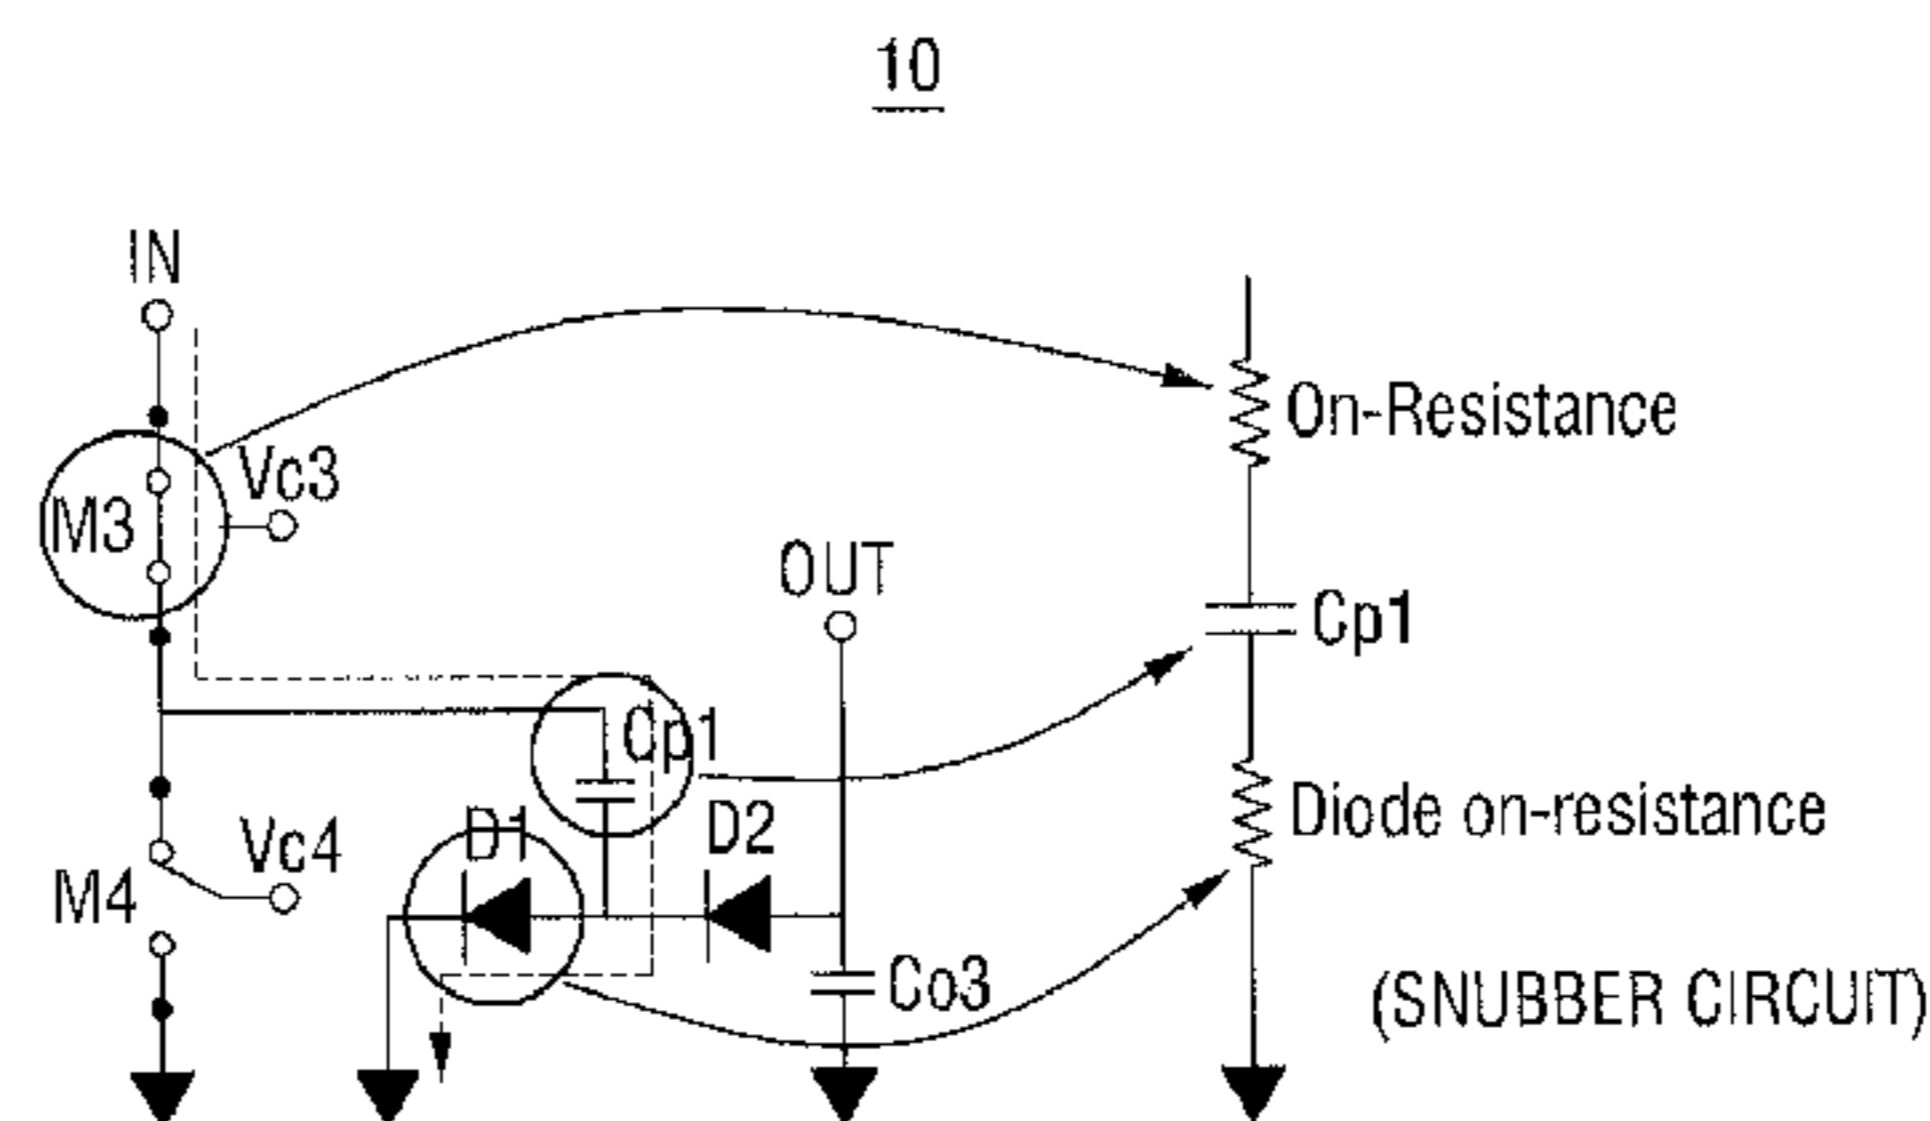 10
IN
On-Resistance
Vc3
M3
OUT
Cp1
Cp1
D1
D2
Diode on-resistance
Vc4
M4
Co3
(SNUBBER CIRCUIT)